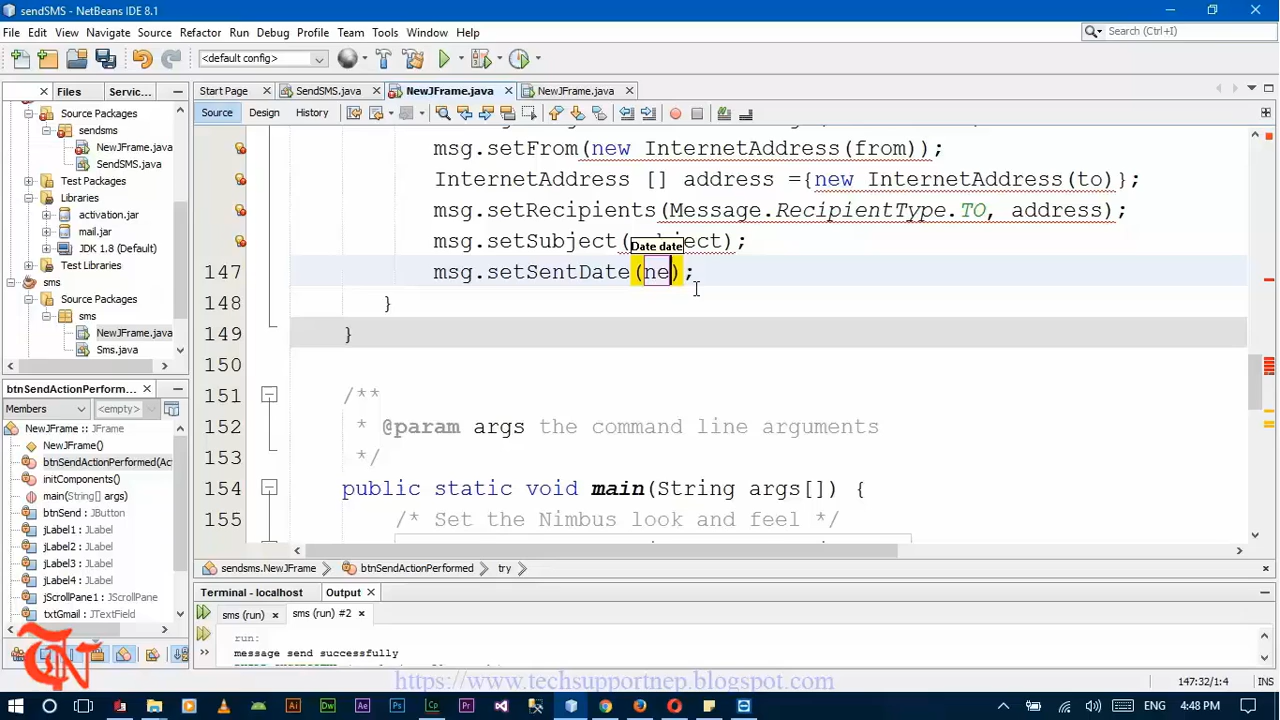 sendSMS - NetBeans IDE 8.1
File Edit View Navigate Source Refactor Run Debug Profile Team Tools Window Help
Search (Ctrl+I)
<default config>
Files Servic...
Start Page SendSMS.java NewJFrame.java NewJFrame.java
Source Design History
Source Packages
sendsms
NewJFrame.java
SendSMS.java
Test Packages
Libraries
activation.jar
mail.jar
JDK 1.8 (Default)
Test Libraries
sms
Source Packages
sms
NewJFrame.java
Sms.java
msg.setFrom(new InternetAddress(from));
InternetAddress [] address ={new InternetAddress(to)};
msg.setRecipients(Message.RecipientType.TO, address);
msg.setSubject(
ject);
Date date
147 msg.setSentDate(ne);
148 }
149 }
150
151 /**
152 * @param args the command line arguments
153 */
154 public static void main(String args[]) {
155 /* Set the Nimbus look and feel */
btnSendActionPerform...
Members <empty>
NewJFrame :: JFrame
NewJFrame()
btnSendActionPerformed(Ac
initComponents()
main(String[] args)
btnSend : JButton
jLabel1 : JLabel
jLabel2 : JLabel
jLabel3 : JLabel
jLabel4 : JLabel
jScrollPane1 : JScrollPane
txtGmail : JTextField
sendsms.NewJFrame btnSendActionPerformed try
Terminal - localhost Output
sms (run) sms (run) #2
run:
message send successfully
https://www.techsupportnep.blogspot.com
147:32/1:4 INS
ENG 4:48 PM